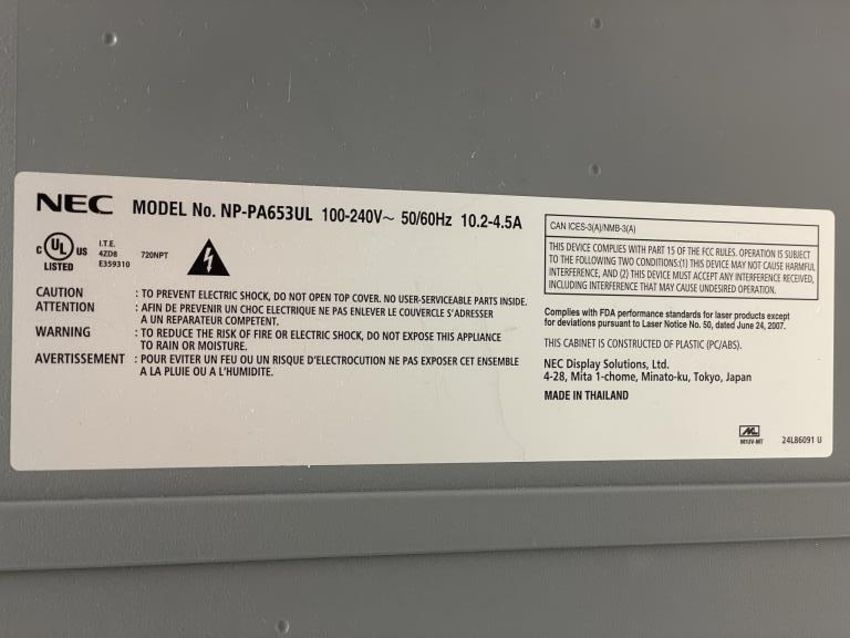 NEC MODEL No. NP-PA653UL 100-240V~ 50/60Hz 10.2-4.5A
C UL US
LISTED
I.T.E.
4ZD8
E359310
720NPT
CAUTION : TO PREVENT ELECTRIC SHOCK, DO NOT OPEN TOP COVER. NO USER-SERVICEABLE PARTS INSIDE.
ATTENTION : AFIN DE PREVENIR UN CHOC ELECTRIQUE NE PAS ENLEVER LE COUVERCLE S'ADRESSER
A UN REPARATEUR COMPETENT.
WARNING : TO REDUCE THE RISK OF FIRE OR ELECTRIC SHOCK, DO NOT EXPOSE THIS APPLIANCE
TO RAIN OR MOISTURE.
AVERTISSEMENT : POUR EVITER UN FEU OU UN RISQUE D'ELECTROCUTION NE PAS EXPOSER CET ENSEMBLE
A LA PLUIE OU A L'HUMIDITE.
CAN ICES-3(A)/NMB-3(A)
THIS DEVICE COMPLIES WITH PART 15 OF THE FCC RULES. OPERATION IS SUBJECT
TO THE FOLLOWING TWO CONDITIONS:(1) THIS DEVICE MAY NOT CAUSE HARMFUL
INTERFERENCE, AND (2) THIS DEVICE MUST ACCEPT ANY INTERFERENCE RECEIVED,
INCLUDING INTERFERENCE THAT MAY CAUSE UNDESIRED OPERATION.
Complies with FDA performance standards for laser products except
for deviations pursuant to Laser Notice No. 50, dated June 24, 2007.
THIS CABINET IS CONSTRUCTED OF PLASTIC (PC/ABS).
NEC Display Solutions, Ltd.
4-28, Mita 1-chome, Minato-ku, Tokyo, Japan
MADE IN THAILAND
24L86091 U